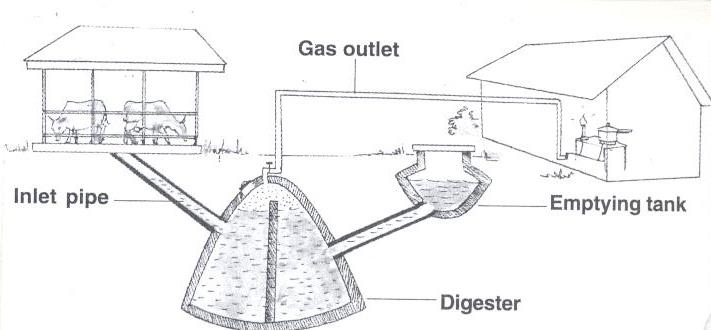 Gas outlet
Inlet pipe
Emptying tank
Digester